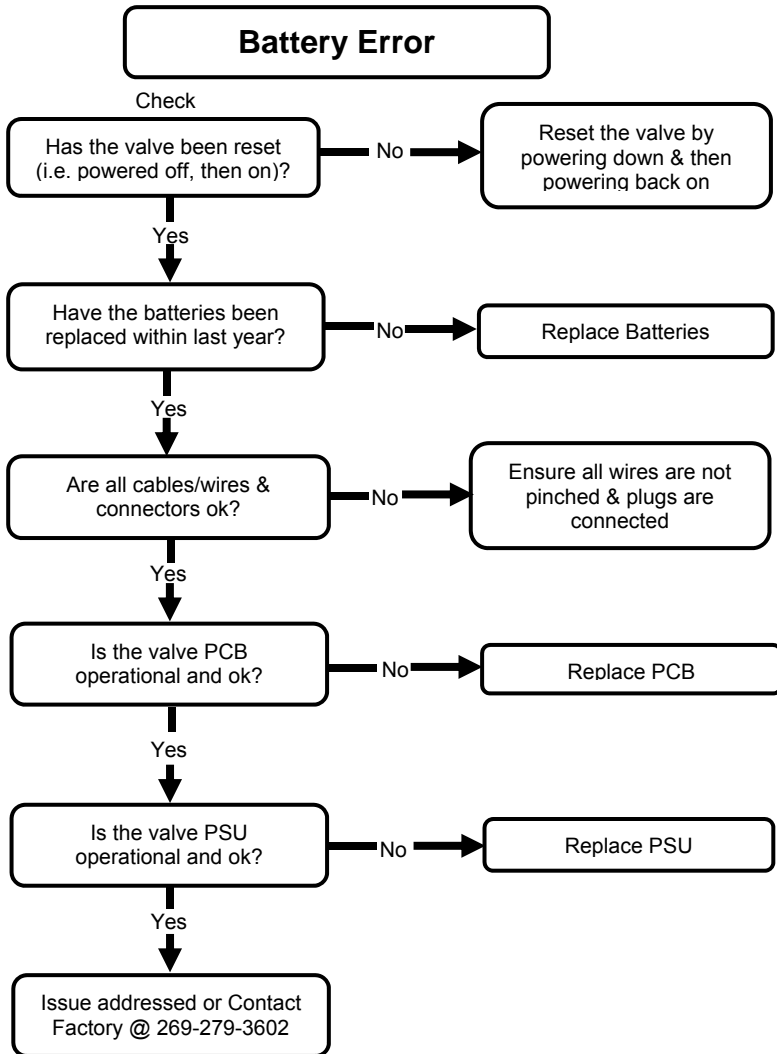 Battery Error
Check
Has the valve been reset
(i.e. powered off, then on)?
No
Reset the valve by
powering down & then
powering back on
Yes
Have the batteries been
replaced within last year?
No
Replace Batteries
Yes
Are all cables/wires &
connectors ok?
No
Ensure all wires are not
pinched & plugs are
connected
Yes
Is the valve PCB
operational and ok?
No
Replace PCB
Yes
Is the valve PSU
operational and ok?
No
Replace PSU
Yes
Issue addressed or Contact
Factory @ 269-279-3602